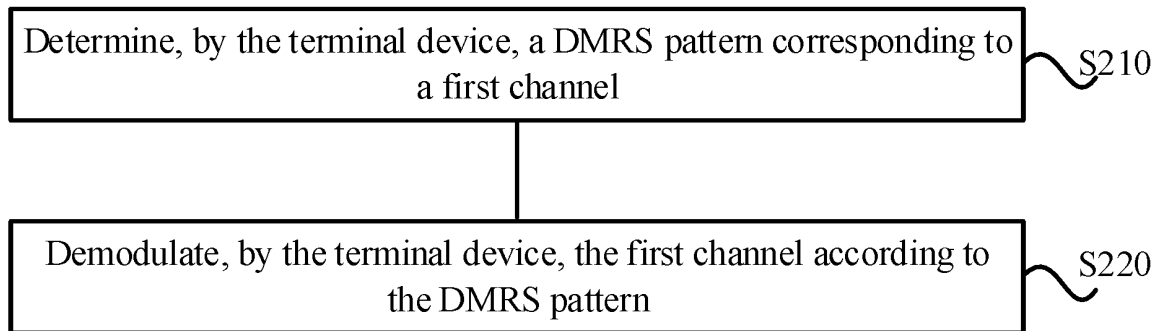 Determine, by the terminal device, a DMRS pattern corresponding to
a first channel
S210
Demodulate, by the terminal device, the first channel according to
the DMRS pattern
S220